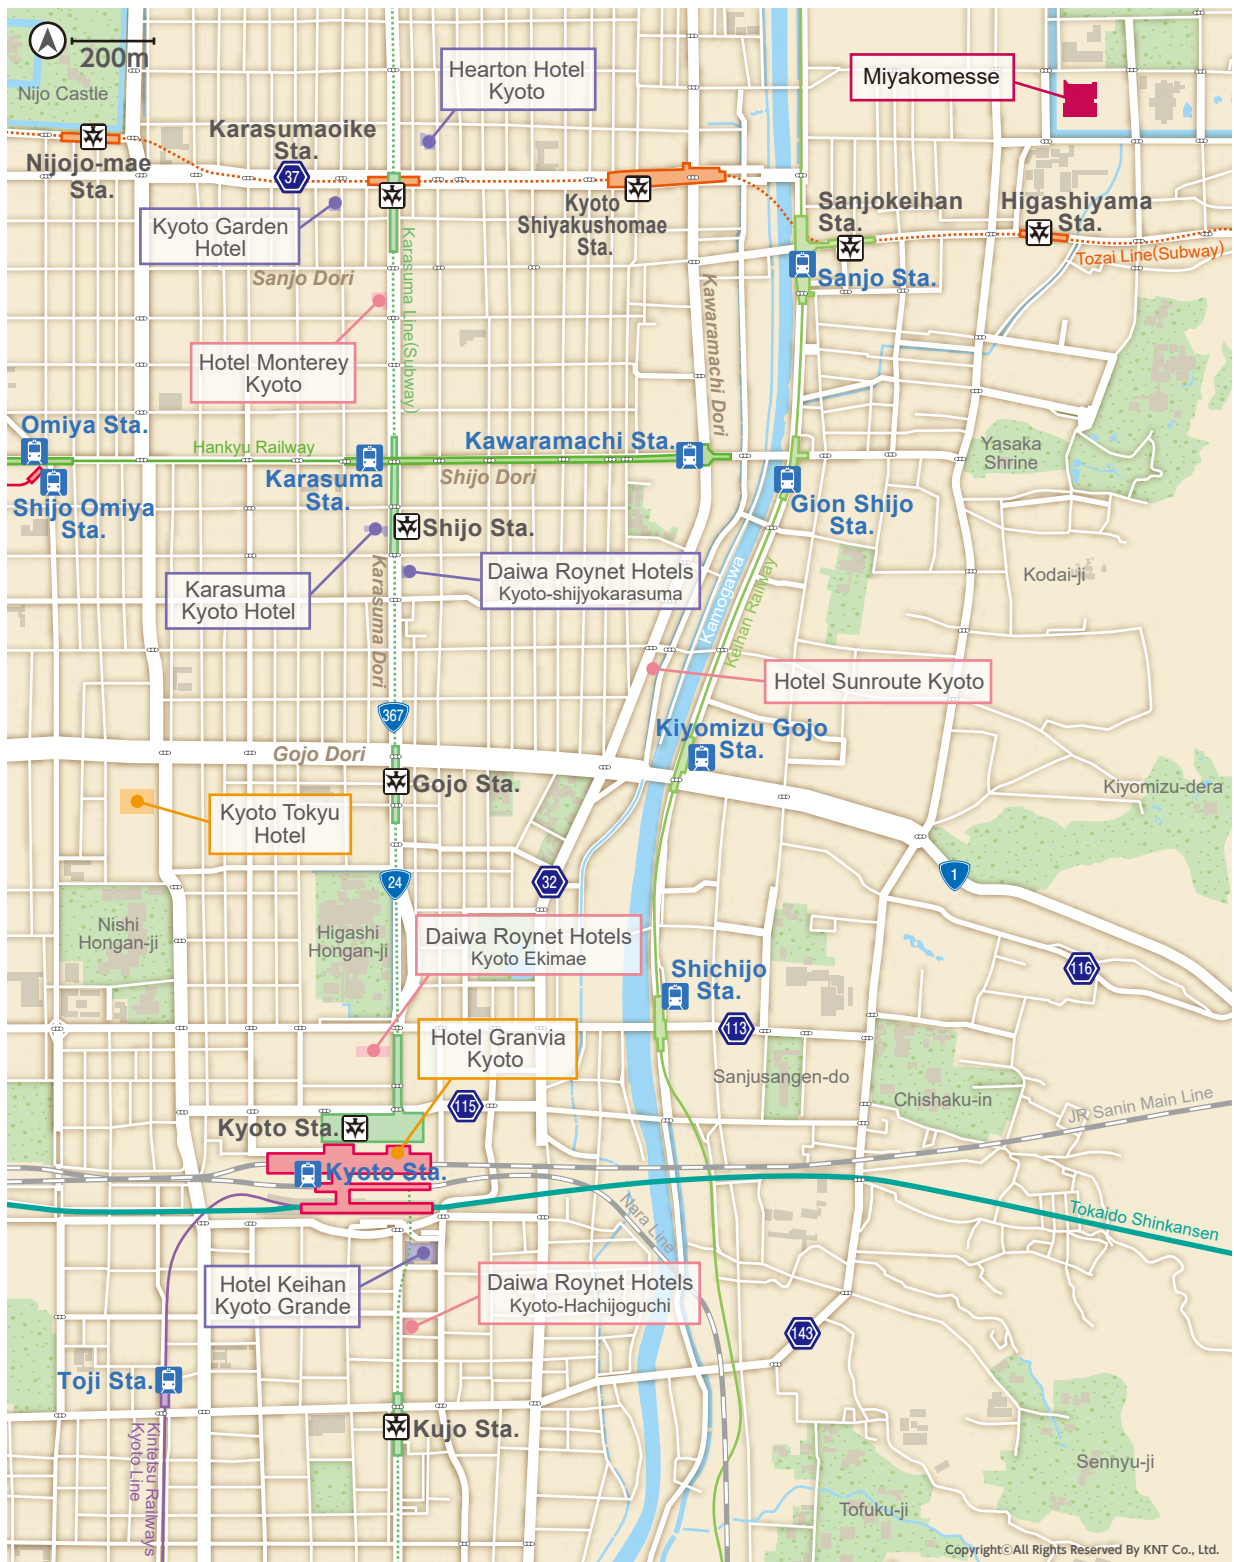 200m
Nijo Castle
Hearton Hotel
Kyoto
Miyakomesse
Karasumaoike
Sta.
Nijojo-mae
Sta.
37
Kyoto Garden
Hotel
Kyoto
Shiyakushomae
Sta.
Sanjokeihan
Sta.
Higashiyama
Sta.
Tozai Line(Subway)
Sanjo Dori
Karasuma Line(Subway)
Kawaramachi Dori
Sanjo Sta.
Hotel Monterey
Kyoto
Omiya Sta.
Hankyu Railway
Kawaramachi Sta.
Yasaka
Shrine
Karasuma
Sta.
Shijo Dori
Shijo Omiya
Sta.
Gion Shijo
Sta.
Shijo Sta.
Karasuma
Kyoto Hotel
Karasuma Dori
Daiwa Roynet Hotels
Kyoto-shijyokarasuma
Kamogawa
Keihan Railway
Kodai-ji
Hotel Sunroute Kyoto
367
Kiyomizu Gojo
Sta.
Gojo Dori
Gojo Sta.
Kiyomizu-dera
Kyoto Tokyu
Hotel
24
32
1
Nishi
Hongan-ji
Higashi
Hongan-ji
Daiwa Roynet Hotels
Kyoto Ekimae
Shichijo
Sta.
116
113
Hotel Granvia
Kyoto
Sanjusangen-do
Chishaku-in
115
JR Sanin Main Line
Kyoto Sta.
Kyoto Sta.
Nara Line
Tokaido Shinkansen
Hotel Keihan
Kyoto Grande
Daiwa Roynet Hotels
Kyoto-Hachijoguchi
143
Toji Sta.
Kujo Sta.
Kintetsu Railways
Kyoto Line
Sennyu-ji
Tofuku-ji
Copyright©All Rights Reserved By KNT Co., Ltd.